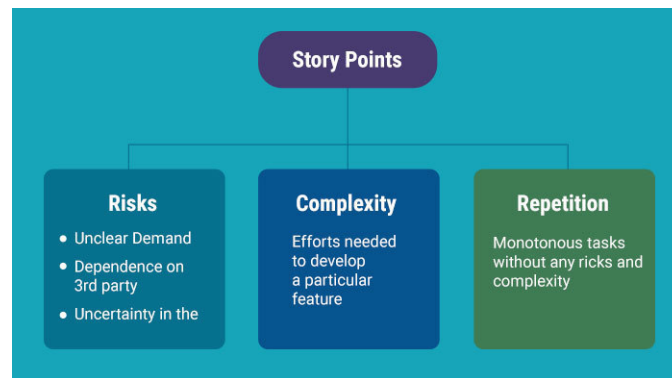 Story Points
Risks
• Unclear Demand
• Dependence on
3rd party
• Uncertainty in the
Complexity
Efforts needed
to develop
a particular
feature
Repetition
Monotonous tasks
without any ricks and
complexity